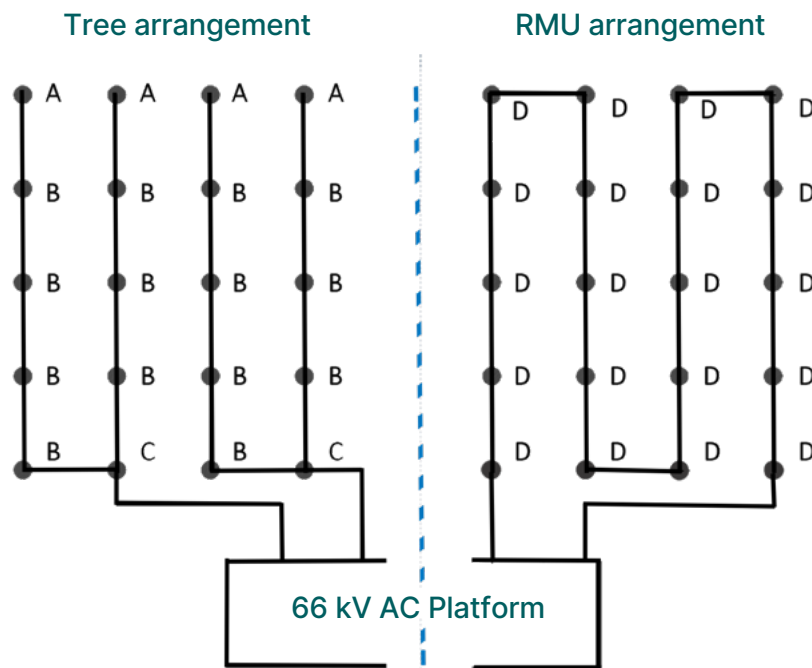 Tree arrangement RMU arrangement
A A A A D D D D
B B B B D D D D
B B B B D D D D
B B B B D D D D
B C B C D D D D
66 kV AC Platform